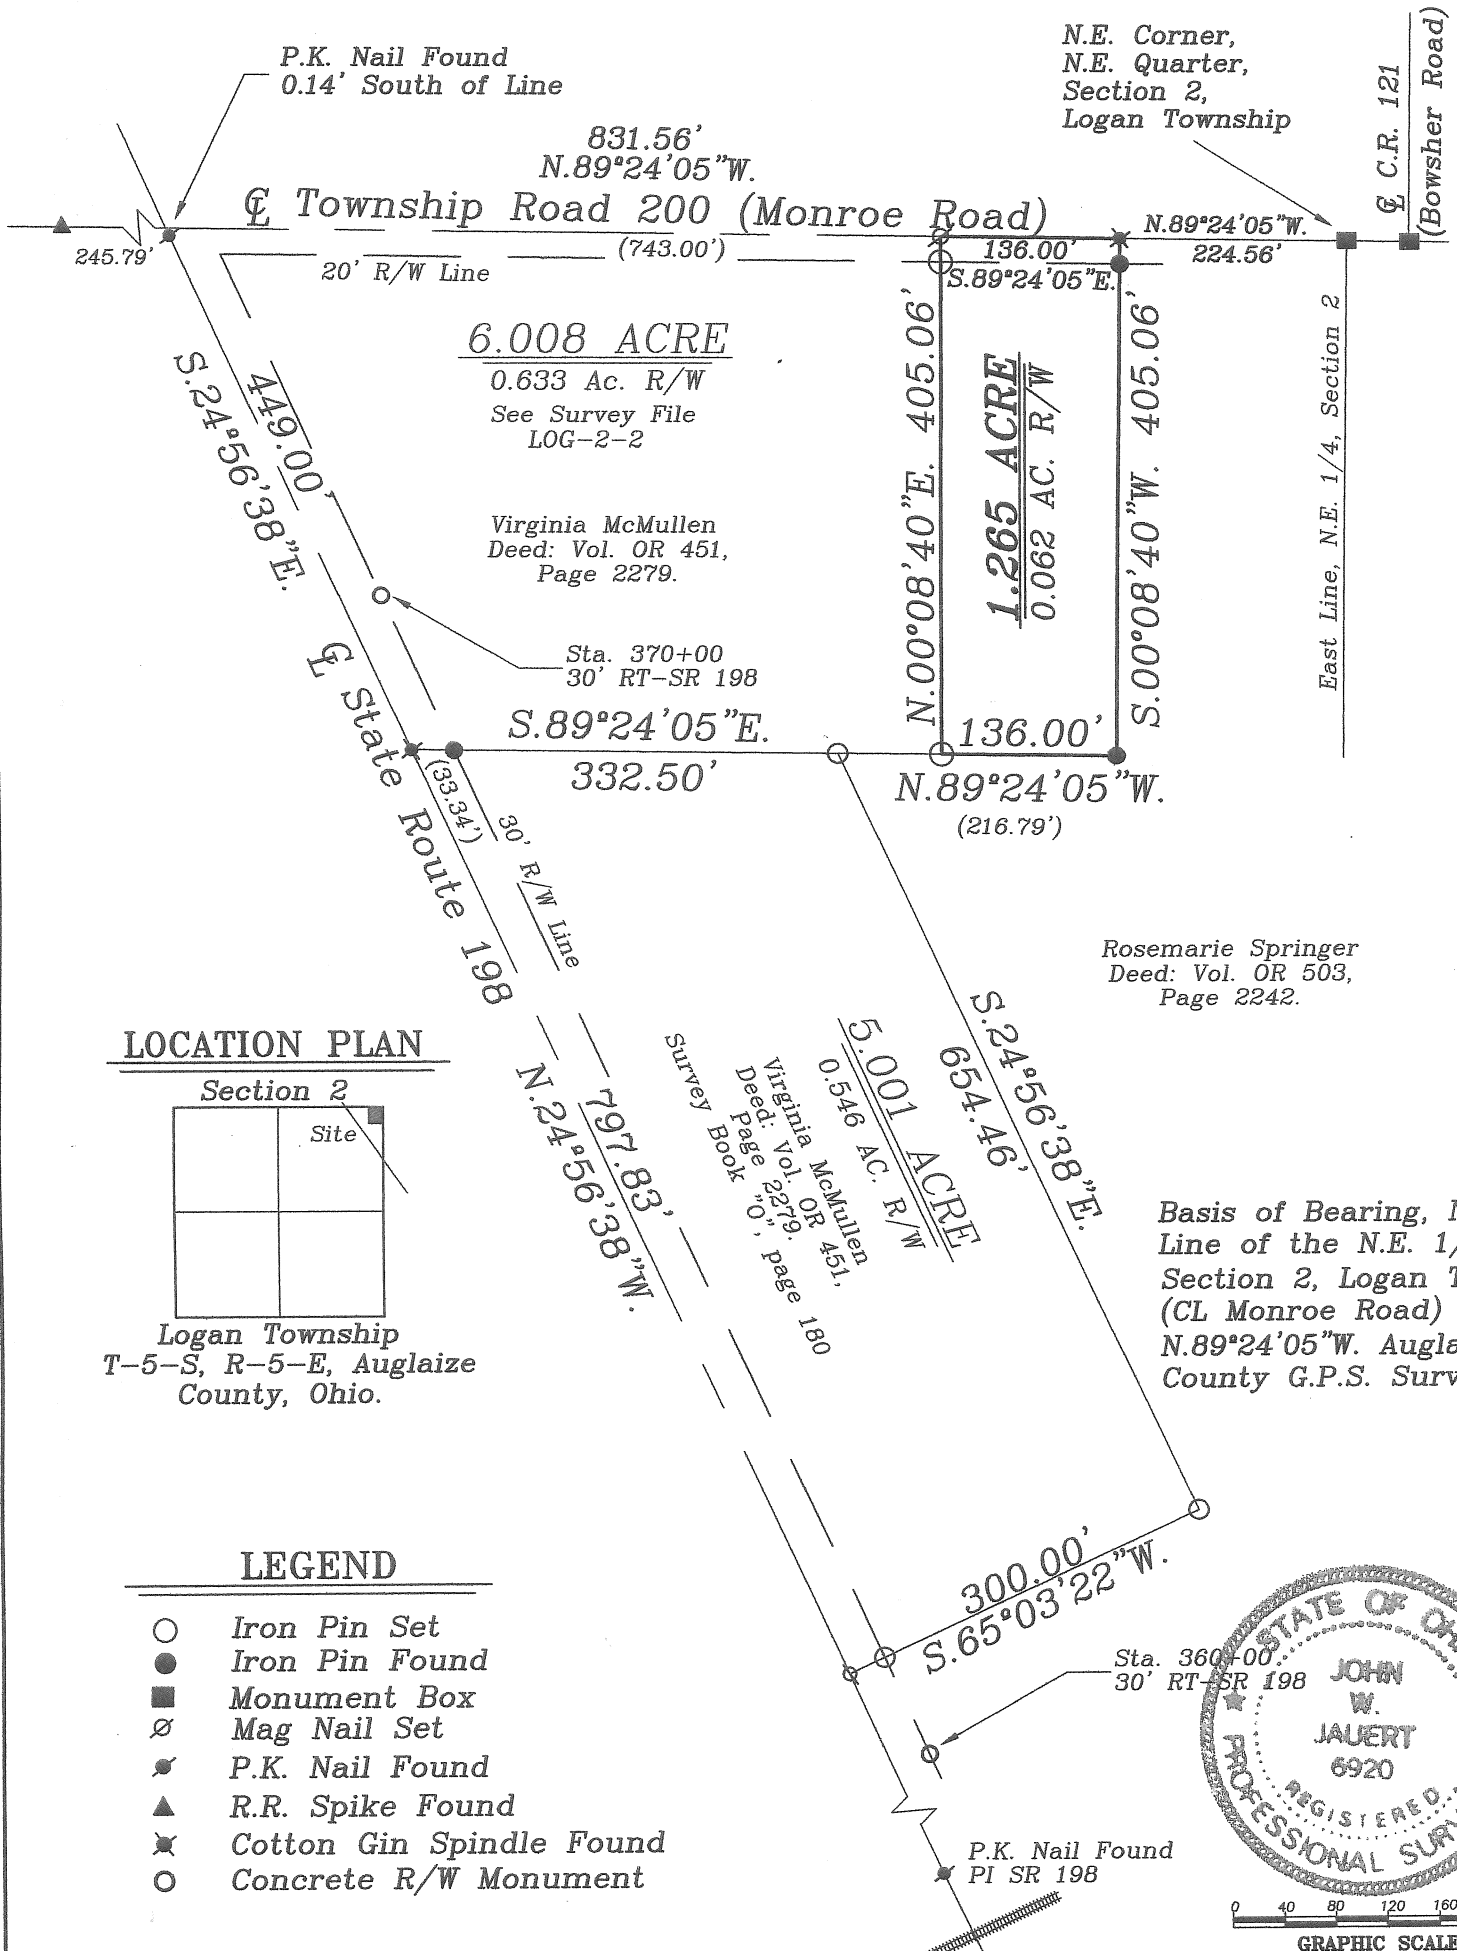 P.K. Nail Found
0.14' South of Line
N.E. Corner,
N.E. Quarter,
Section 2,
Logan Township
℄ C.R. 121
(Bowsher Road)
831.56'
N.89°24'05"W.
℄ Township Road 200 (Monroe Road)
N.89°24'05"W.
245.79'
(743.00')
136.00'
224.56'
20' R/W Line
S.89°24'05"E.
6.008 ACRE
0.633 Ac. R/W
See Survey File
LOG-2-2
449.00'
S.24°56'38"E.
N.00°08'40"E. 405.06'
1.265 ACRE
0.062 AC. R/W
S.00°08'40"W. 405.06'
East Line, N.E. 1/4, Section 2
Virginia McMullen
Deed: Vol. OR 451,
Page 2279.
Sta. 370+00
30' RT-SR 198
℄ State Route 198
S.89°24'05"E.
332.50'
(33.34')
136.00'
N.89°24'05"W.
(216.79')
30' R/W Line
Rosemarie Springer
Deed: Vol. OR 503,
Page 2242.
LOCATION PLAN
Section 2
Site
Logan Township
T-5-S, R-5-E, Auglaize
County, Ohio.
S.24°56'38"E.
654.46'
5.001 ACRE
0.546 AC. R/W
Virginia McMullen
Deed: Vol. OR 451,
Page 2279.
Survey Book "O", page 180
797.83'
N.24°56'38"W.
Basis of Bearing,
Line of the N.E.
Section 2, Logan
(CL Monroe Road)
N.89°24'05"W. Augla
County G.P.S. Surv
300.00'
S.65°03'22"W.
Sta. 360+00
30' RT-SR 198
LEGEND
Iron Pin Set
Iron Pin Found
Monument Box
Mag Nail Set
P.K. Nail Found
R.R. Spike Found
Cotton Gin Spindle Found
Concrete R/W Monument
STATE OF
JOHN
W.
JAUERT
6920
REGISTERED
PROFESSIONAL SURV
P.K. Nail Found
PI SR 198
0 40 80 120 160
GRAPHIC SCALE